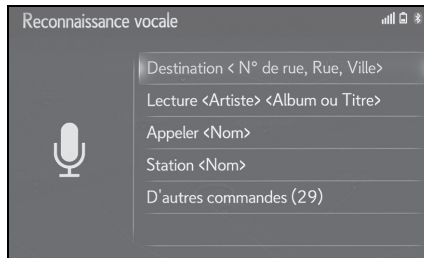 Reconnaissance vocale
Destination < N° de rue, Rue, Ville>
Lecture <Artiste> <Album ou Titre>
Appeler <Nom>
Station <Nom>
D'autres commandes (29)